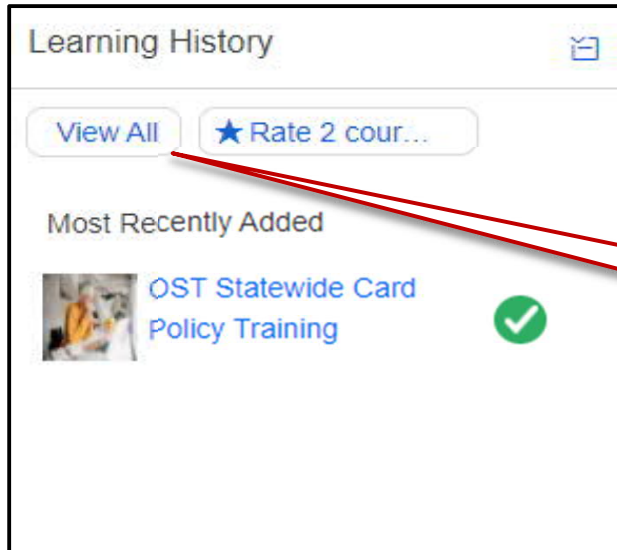 Learning History
View All
Rate 2 cour...
Most Recently Added
OST Statewide Card
Policy Training